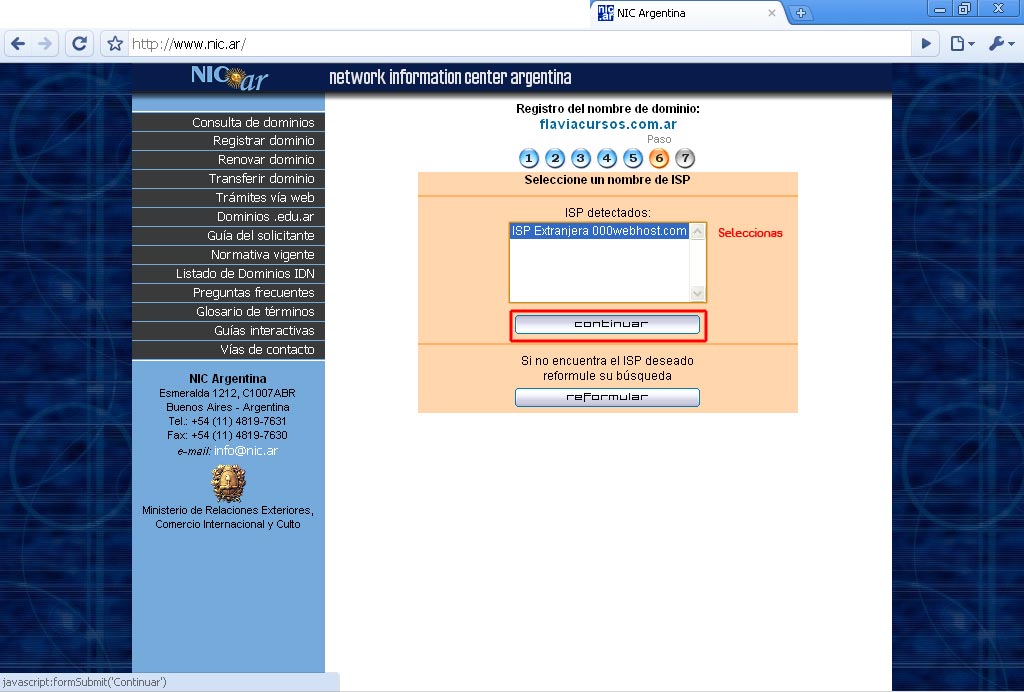 NIC Argentina
http://www.nic.ar/
NIC ar
network information center argentina
Consulta de dominios
Registrar dominio
Renovar dominio
Transferir dominio
Trámites vía web
Dominios .edu.ar
Guía del solicitante
Normativa vigente
Listado de Dominios IDN
Preguntas frecuentes
Glosario de términos
Guías interactivas
Vías de contacto
NIC Argentina
Esmeralda 1212, C1007ABR
Buenos Aires - Argentina
Tel.: +54 (11) 4819-7631
Fax: +54 (11) 4819-7630
e-mail: info@nic.ar
Ministerio de Relaciones Exteriores,
Comercio Internacional y Culto
Registro del nombre de dominio:
flaviacursos.com.ar
Paso
1 2 3 4 5 6 7
Seleccione un nombre de ISP
ISP detectados:
ISP Extranjera 000webhost.com
Seleccionas
continuar
Si no encuentra el ISP deseado
reformule su búsqueda
reformular
javascript:formSubmit('Continuar')